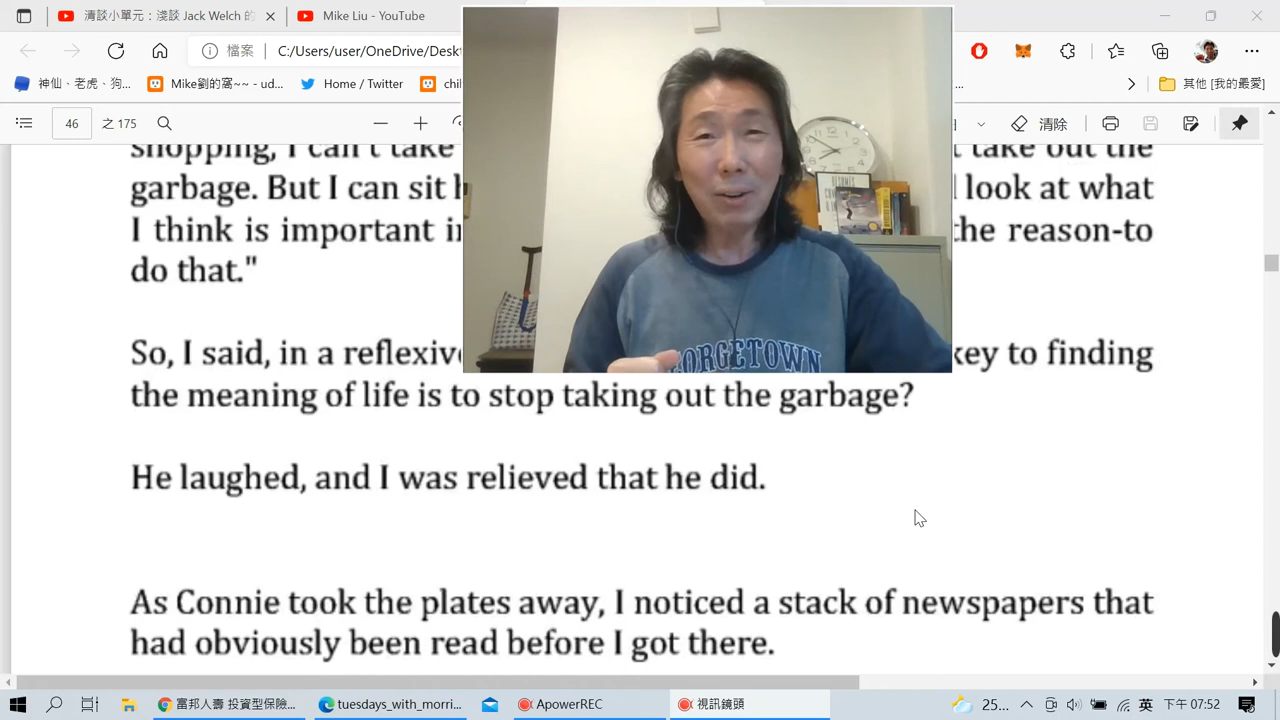 清談小單元：淺談 Jack Welch 的
Mike Liu - YouTube
檔案
C:/Users/user/OneDrive/Desk
神仙、老虎、狗...
Mike劉的窩~~ - ud...
Home / Twitter
chi
其他 [我的最愛]
46 之 175
清除
shopping, I can't take
t take out the
garbage. But I can sit h
l look at what
I think is important in
the reason-to
do that."
So, I said, in a reflexive
key to finding
the meaning of life is to stop taking out the garbage?
He laughed, and I was relieved that he did.
As Connie took the plates away, I noticed a stack of newspapers that
had obviously been read before I got there.
GEORGETOWN
富邦人壽 投資型保險...
tuesdays_with_morri...
ApowerREC
視訊鏡頭
25...
英
下午 07:52